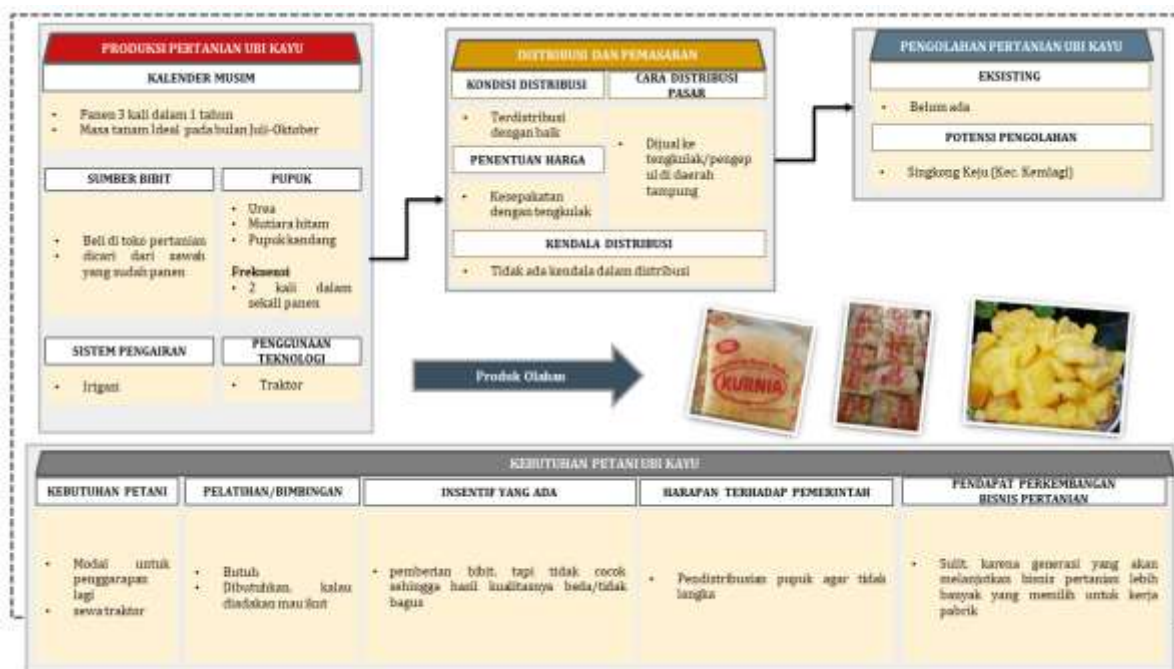 PRODUKSI PERTANIAN UBI KAYU
KALENDER MUSIM
• Panen 3 kali dalam 1 tahun
• Masa tanam Ideal pada bulan Juli-Oktober
SUMBER BIBIT
• Beli di toko pertanian
• dicari dari sawah
yang sudah panen
PUPUK
• Urea
• Mutiara hitam
• Pupuk kandang
Frekuensi
• 2 kali dalam
sekali panen
SISTEM PENGAIRAN
• Irigasi
PENGGUNAAN
TEKNOLOGI
• Traktor
DISTRIBUSI DAN PEMASARAN
KONDISI DISTRIBUSI
• Terdistribusi
dengan baik
PENENTUAN HARGA
• Kesepakatan
dengan tengkulak
CARA DISTRIBUSI
PASAR
• Dijual ke
tengkulak/pengep
ul di daerah
tampung
KENDALA DISTRIBUSI
• Tidak ada kendala dalam distribusi
PENGOLAHAN PERTANIAN UBI KAYU
EKSISTING
• Belum ada
POTENSI PENGOLAHAN
• Singkong Keju (Kec. Kemlagi)
Produk Olahan
KURNIA
KEBUTUHAN PETANI UBI KAYU
KEBUTUHAN PETANI
• Modal untuk
penggarapan
lagi
• sewa traktor
PELATIHAN/BIMBINGAN
• Butuh
• Dibutuhkan, kalau
diadakan mau ikut
INSENTIF YANG ADA
• pemberian bibit, tapi tidak cocok
sehingga hasil kualitasnya beda/tidak
bagus
HARAPAN TERHADAP PEMERINTAH
• Pendistribusian pupuk agar tidak
langka
PENDAPAT PERKEMBANGAN
BISNIS PERTANIAN
• Sulit, karena generasi yang akan
melanjutkan bisnis pertanian lebih
banyak yang memilih untuk kerja
pabrik